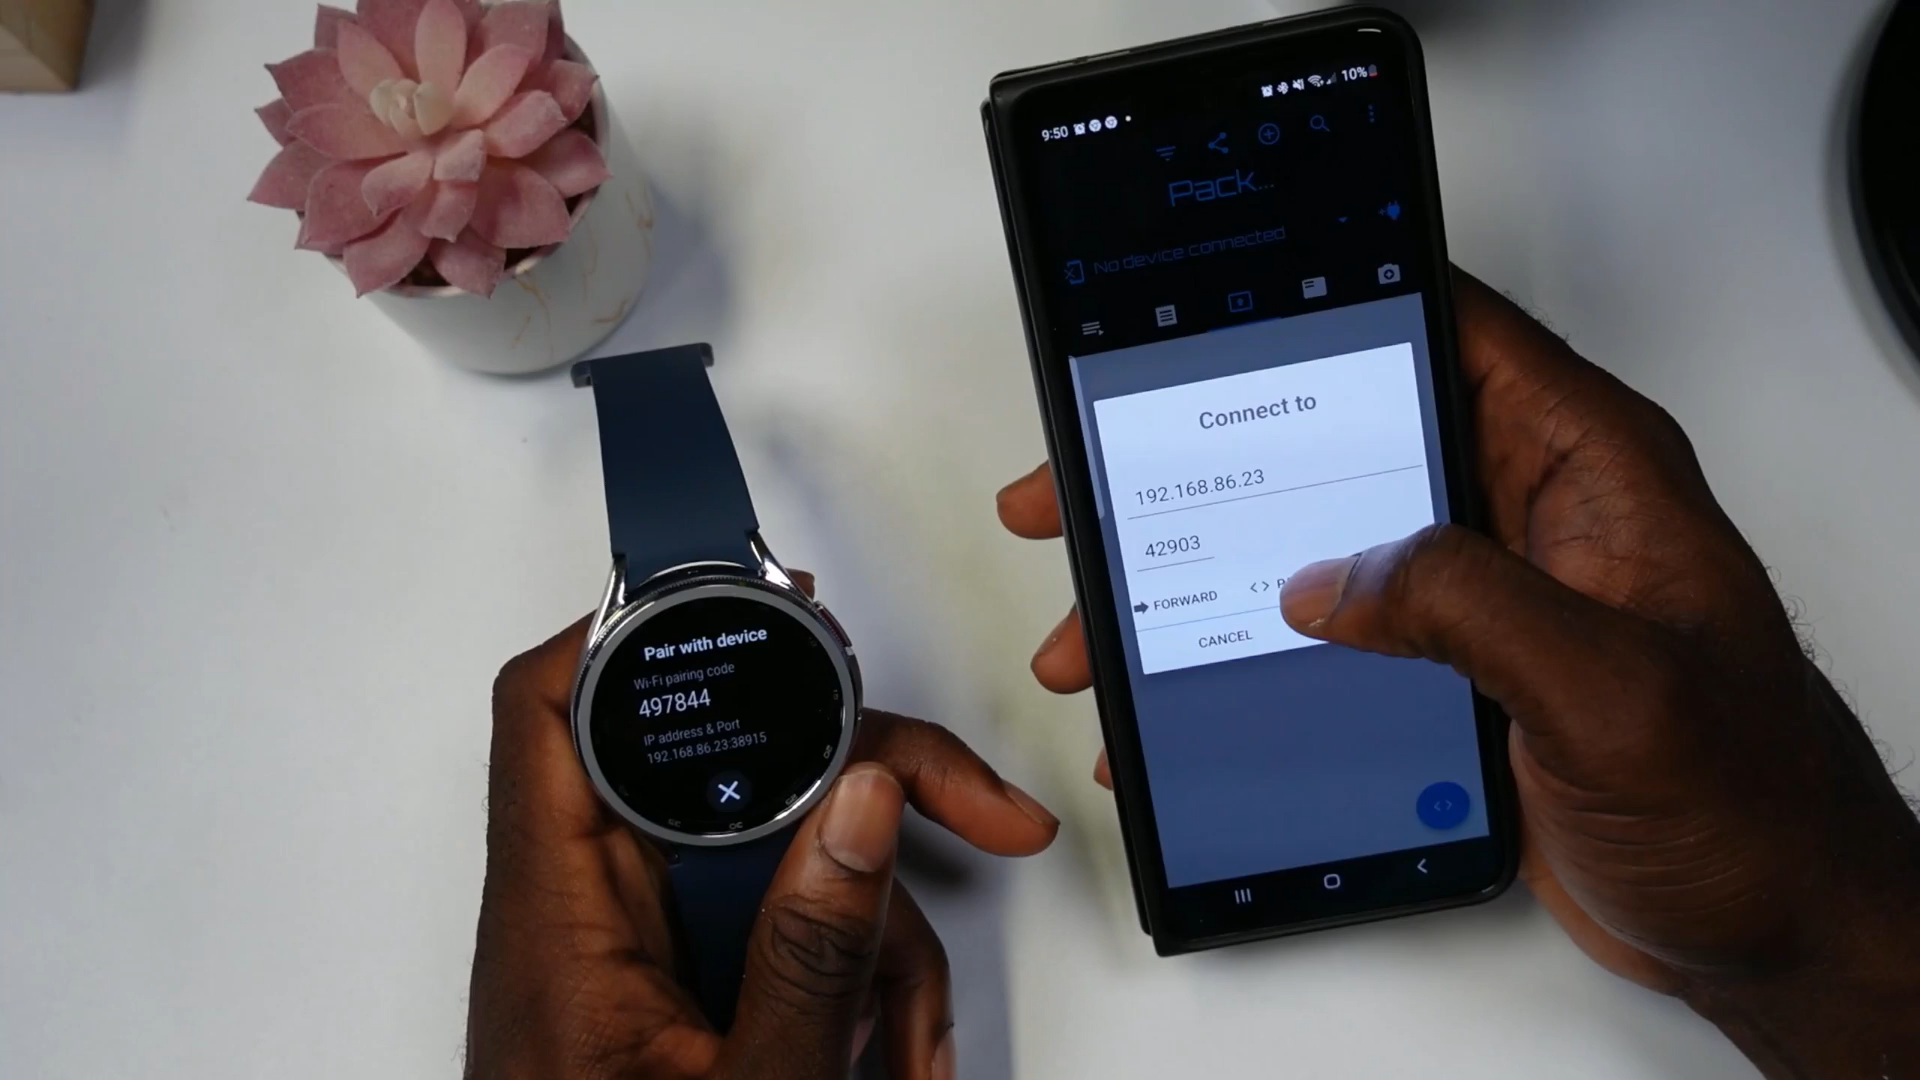 Pair with device
Wi-Fi pairing code
497844
IP address & Port
192.168.86.23.38915
9:50
10%
Pack...
No device connected
Connect to
192.168.86.23
42903
FORWARD
CANCEL